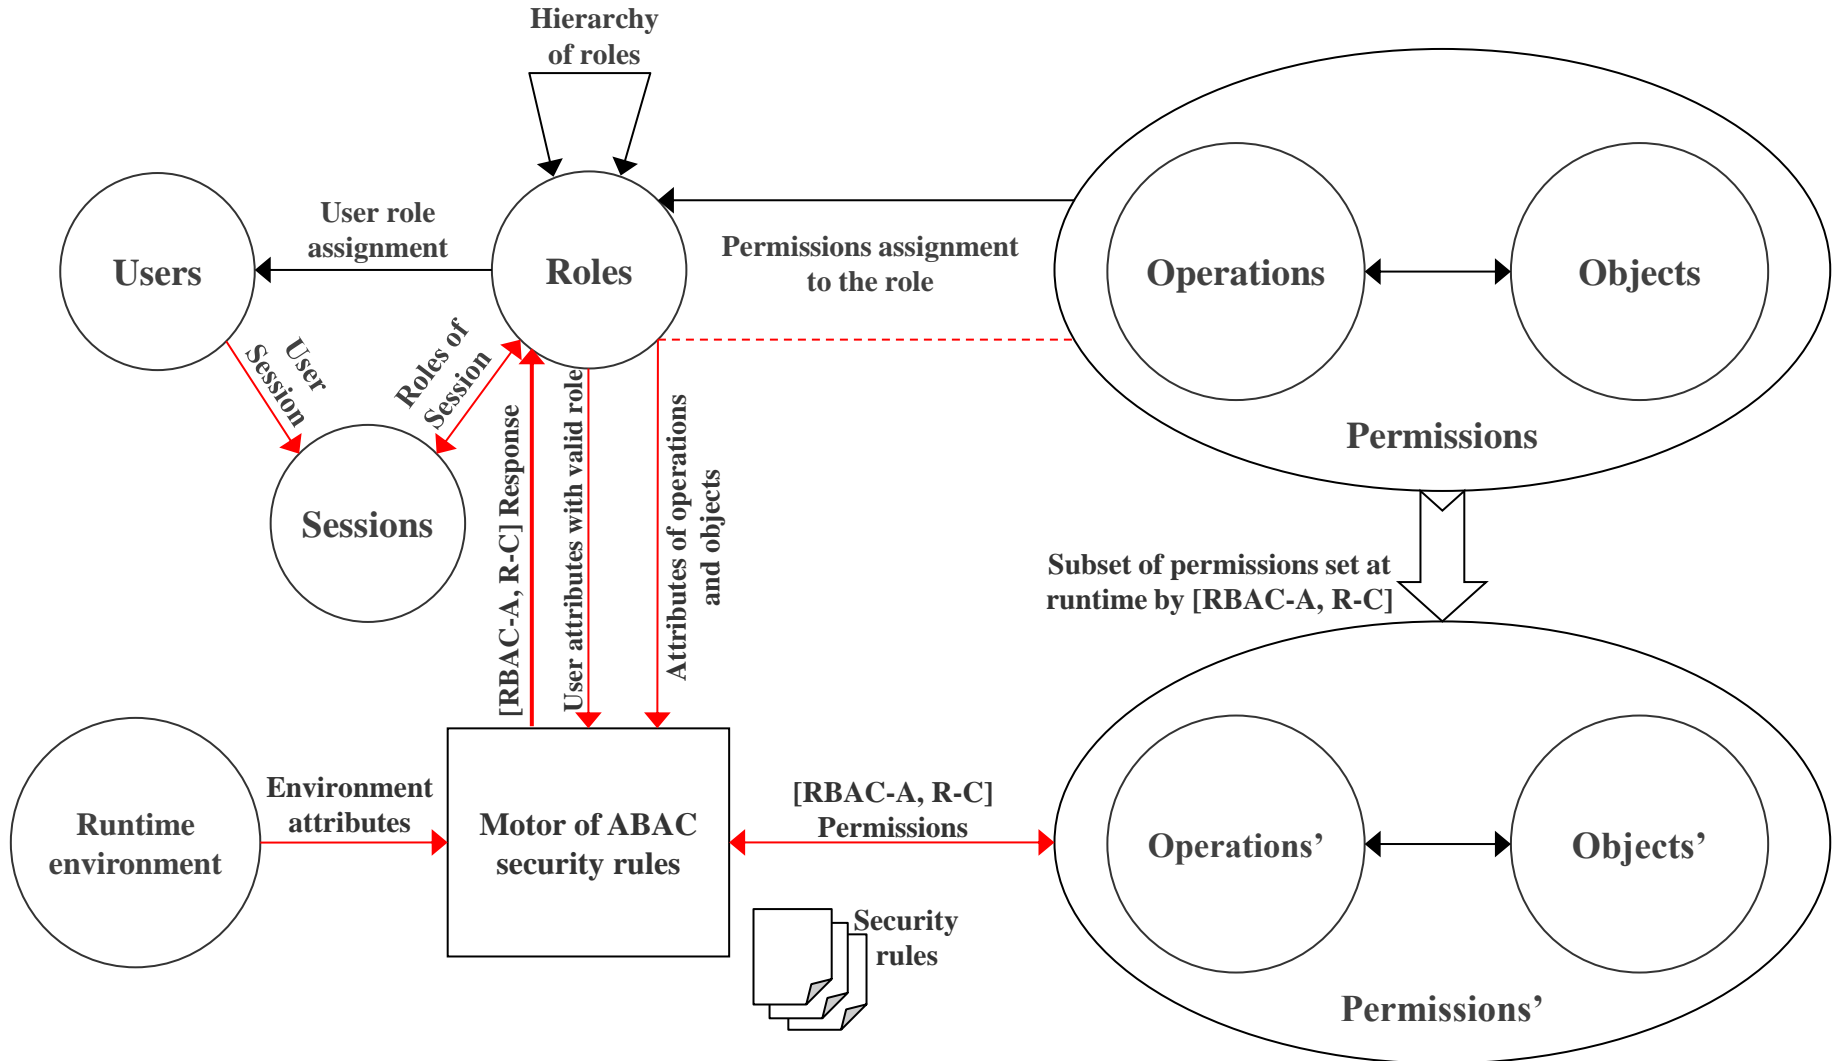 Hierarchy
of roles
User role
assignment
Users
Roles
Permissions assignment
to the role
Operations
Objects
Permissions
User
Session
Roles of
Session
Sessions
[RBAC-A, R-C] Response
User attributes with valid role
Attributes of operations
and objects
Subset of permissions set at
runtime by [RBAC-A, R-C]
Runtime
environment
Environment
attributes
Motor of ABAC
security rules
[RBAC-A, R-C]
Permissions
Security
rules
Operations’
Objects’
Permissions’